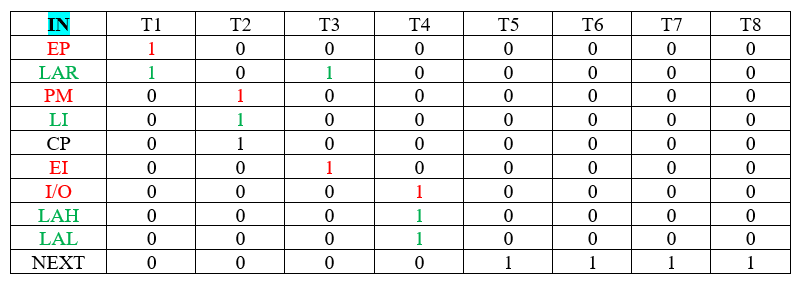 IN T1 T2 T3 T4 T5 T6 T7 T8
EP 1 0 0 0 0 0 0 0
LAR 1 0 1 0 0 0 0 0
PM 0 1 0 0 0 0 0 0
LI 0 1 0 0 0 0 0 0
CP 0 1 0 0 0 0 0 0
EI 0 0 1 0 0 0 0 0
I/O 0 0 0 1 0 0 0 0
LAH 0 0 0 1 0 0 0 0
LAL 0 0 0 1 0 0 0 0
NEXT 0 0 0 0 1 1 1 1